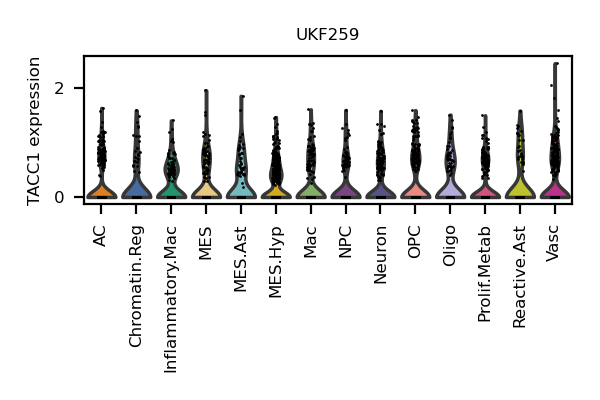 UKF259
TACC1 expression
2
0
AC
Chromatin.Reg
Inflammatory.Mac
MES
MES.Ast
MES.Hyp
Mac
NPC
Neuron
OPC
Oligo
Prolif.Metab
Reactive.Ast
Vasc